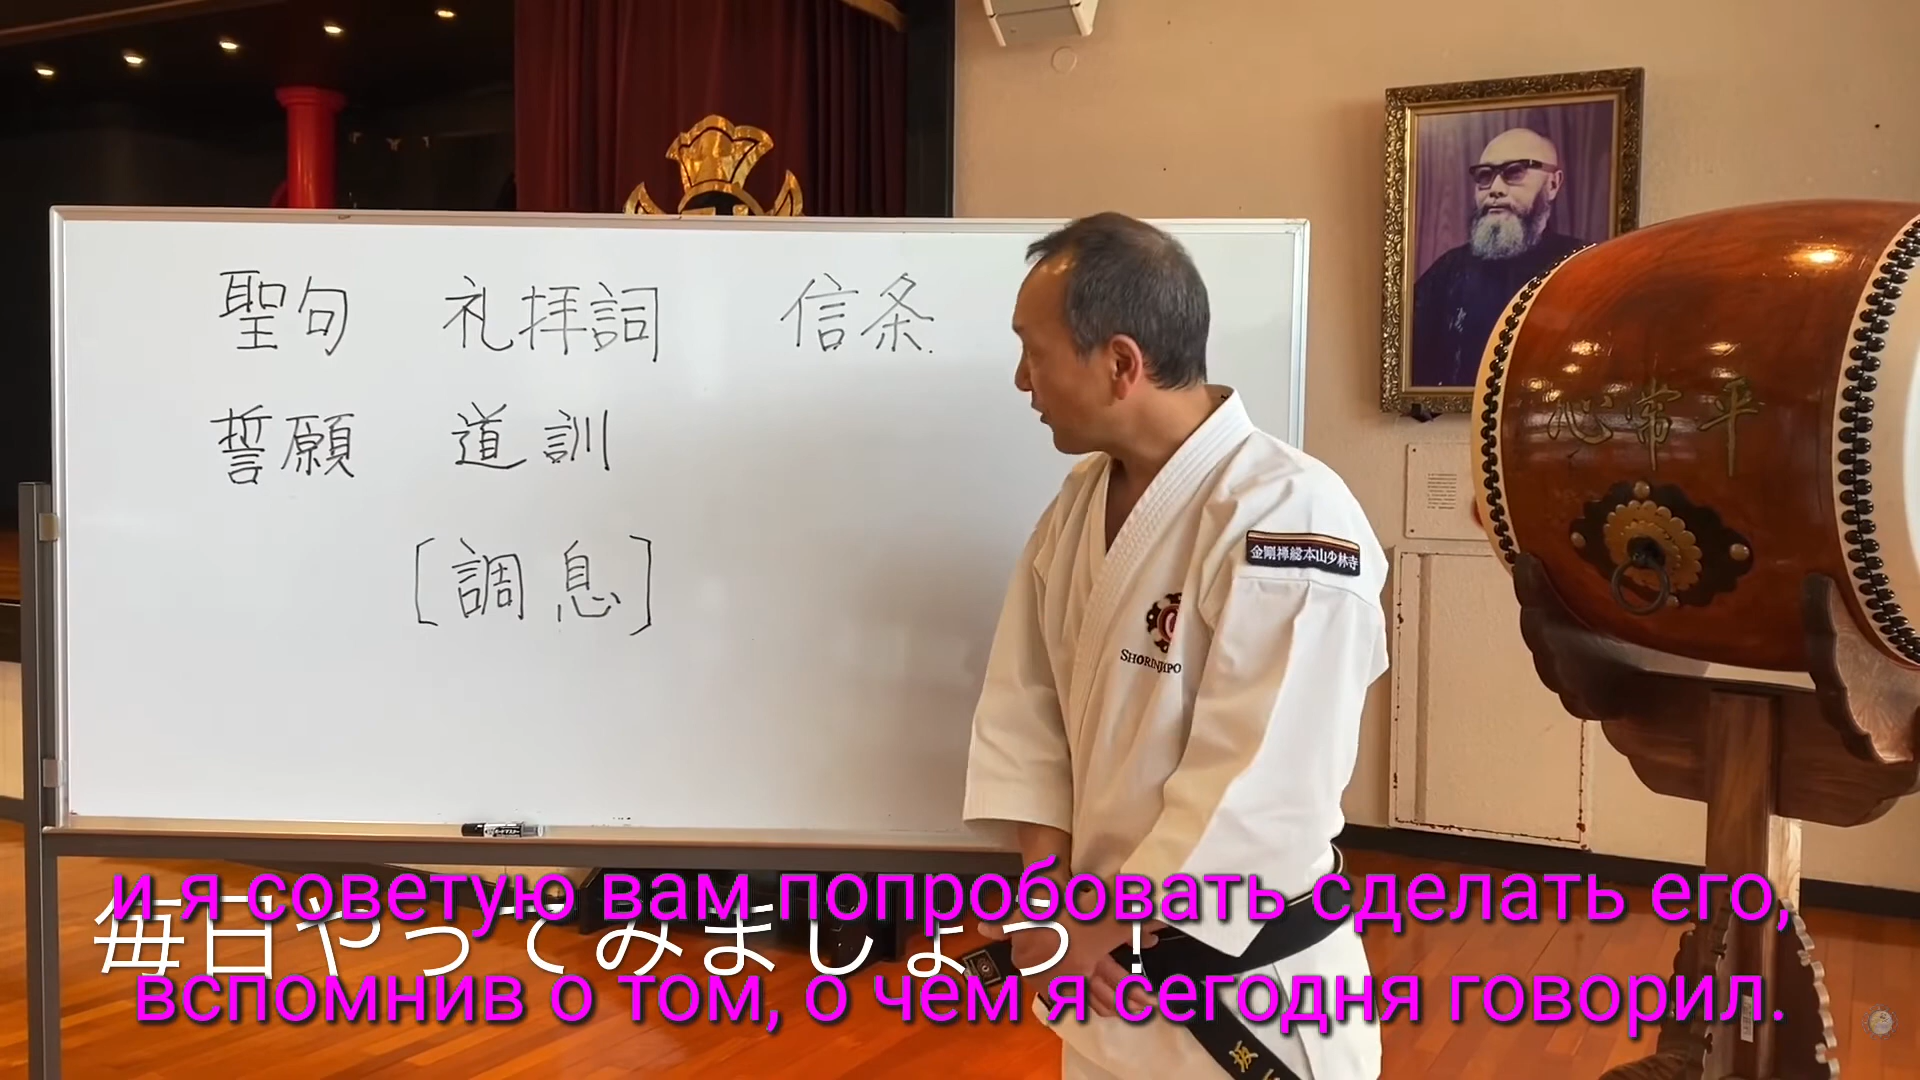 聖句 礼拝詞 信条
誓願 道訓
[調息]
金剛禅総本山少林寺
SHORINJIKEMPO
平常心
毎日やってみましょう！
и я советую вам попробовать сделать его,
вспомнив о том, о чем я сегодня говорил.